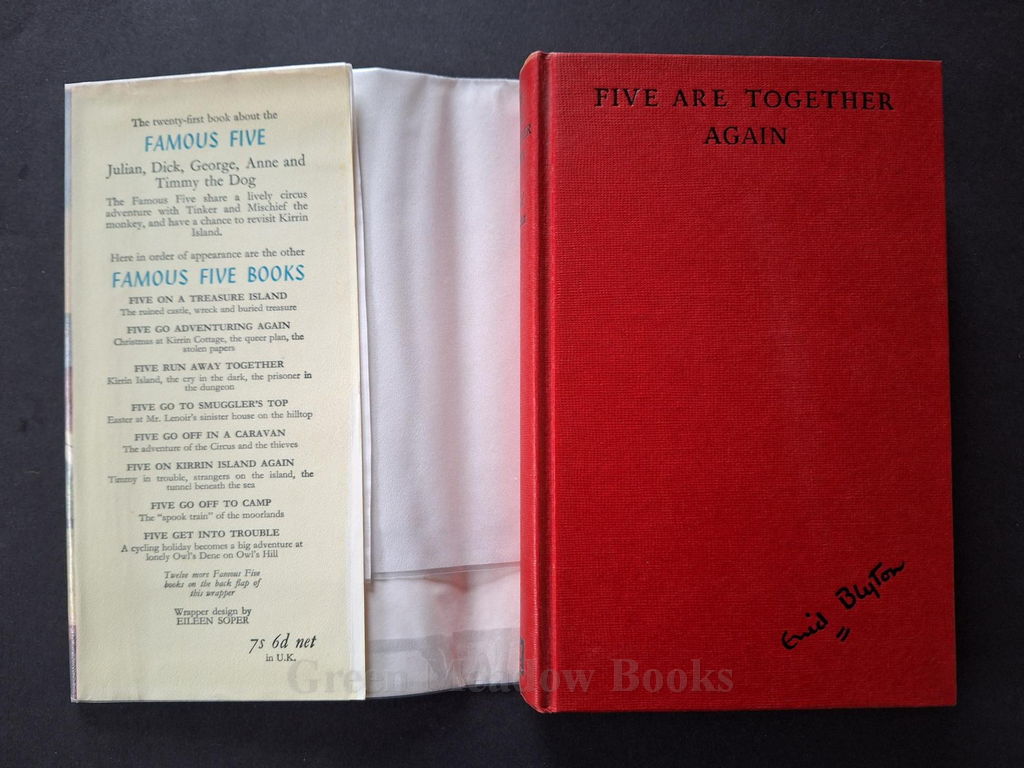 The twenty-first book about the
FAMOUS FIVE
Julian, Dick, George, Anne and
Timmy the Dog
The Famous Five share a lively circus
adventure with Tinker and Mischief the
monkey, and have a chance to revisit Kirrin
Island.
Here in order of appearance are the other
FAMOUS FIVE BOOKS
FIVE ON A TREASURE ISLAND
The ruined castle, wreck and buried treasure
FIVE GO ADVENTURING AGAIN
Christmas at Kirrin Cottage, the queer plan, the
stolen papers
FIVE RUN AWAY TOGETHER
Kirrin Island, the cry in the dark, the prisoner in
the dungeon
FIVE GO TO SMUGGLER'S TOP
Easter at Mr. Lenoir's sinister house on the hilltop
FIVE GO OFF IN A CARAVAN
The adventure of the Circus and the thieves
FIVE ON KIRRIN ISLAND AGAIN
Timmy in trouble, strangers on the island, the
tunnel beneath the sea
FIVE GO OFF TO CAMP
The "spook train" of the moorlands
FIVE GET INTO TROUBLE
A cycling holiday becomes a big adventure at
lonely Owl's Dene on Owl's Hill
Twelve more Famous Five
books on the back flap of
this wrapper
Wrapper design by
EILEEN SOPER
7s 6d net
in U.K.
FIVE ARE TOGETHER
AGAIN
Enid Blyton
Green Meadow Books